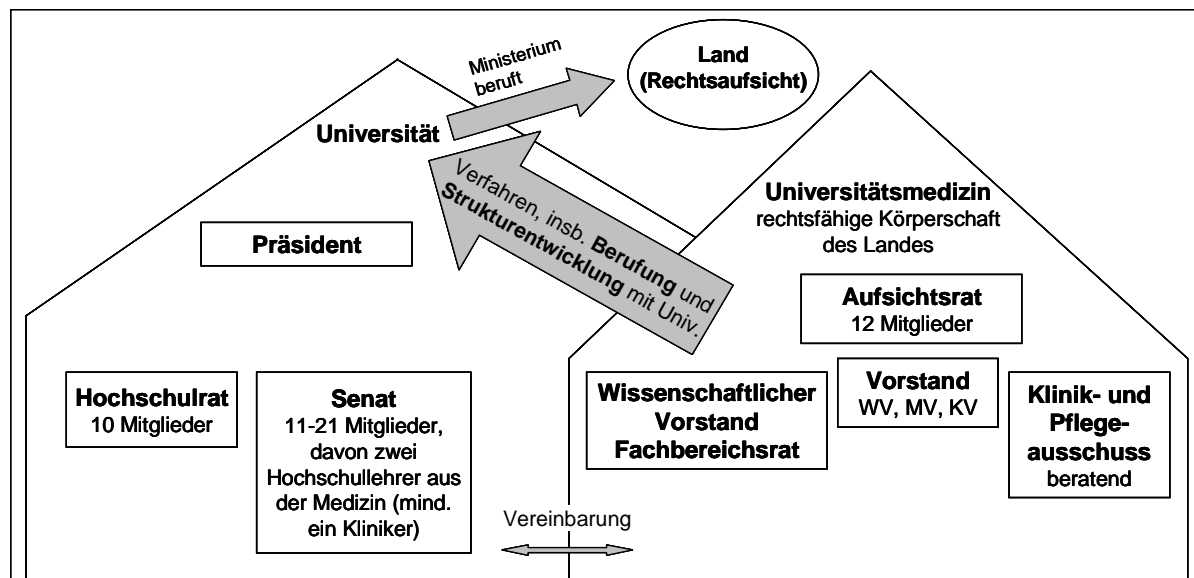 Ministerium
beruft
Land
(Rechtsaufsicht)
Universität
Verfahren, insb. Berufung und
Strukturentwicklung mit Univ.
Universitätsmedizin
rechtsfähige Körperschaft
des Landes
Präsident
Aufsichtsrat
12 Mitglieder
Hochschulrat
10 Mitglieder
Senat
11-21 Mitglieder,
davon zwei
Hochschullehrer aus
der Medizin (mind.
ein Kliniker)
Wissenschaftlicher
Vorstand
Fachbereichsrat
Vorstand
WV, MV, KV
Klinik- und
Pflege-
ausschuss
beratend
Vereinbarung